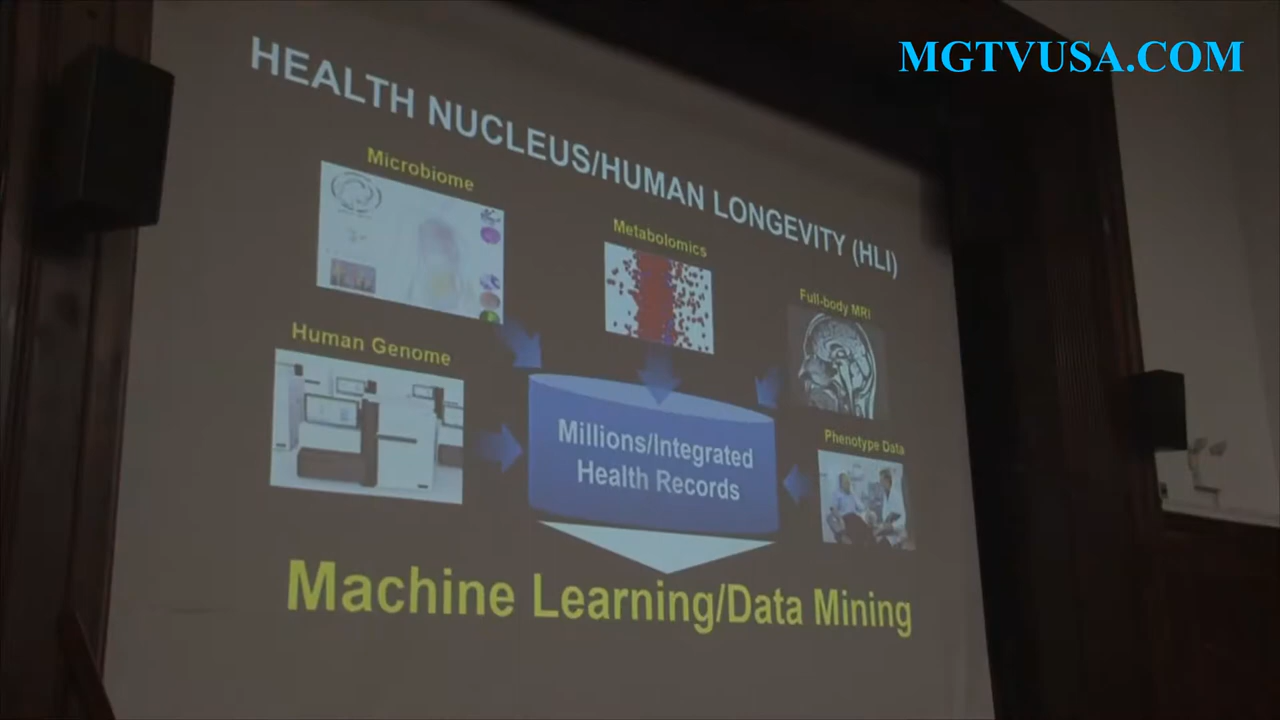 MGTVUSA.COM
HEALTH NUCLEUS/HUMAN LONGEVITY (HLI)
Microbiome
Metabolomics
Full-body MRI
Human Genome
Phenotype Data
Millions/Integrated
Health Records
Machine Learning/Data Mining